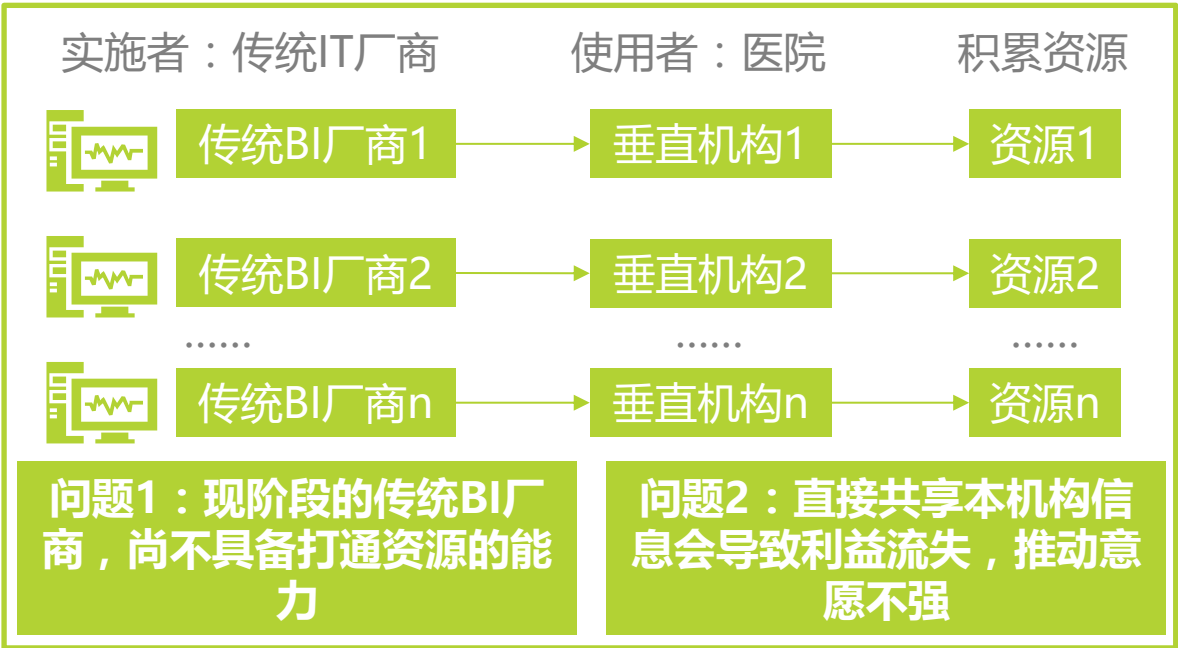 实施者：传统IT厂商 使用者：医院 积累资源
传统BI厂商1 垂直机构1 资源1
传统BI厂商2 垂直机构2 资源2
...... ...... ......
传统BI厂商n 垂直机构n 资源n
问题1：现阶段的传统BI厂
商，尚不具备打通资源的能
力
问题2：直接共享本机构信
息会导致利益流失，推动意
愿不强